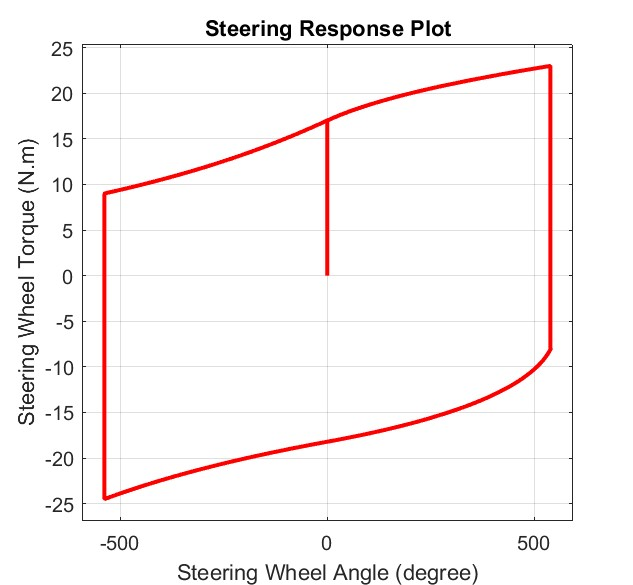 Steering Response Plot
25
20
15
10
5
0
-5
-10
-15
-20
-25
Steering Wheel Torque (N.m)
-500 0 500
Steering Wheel Angle (degree)